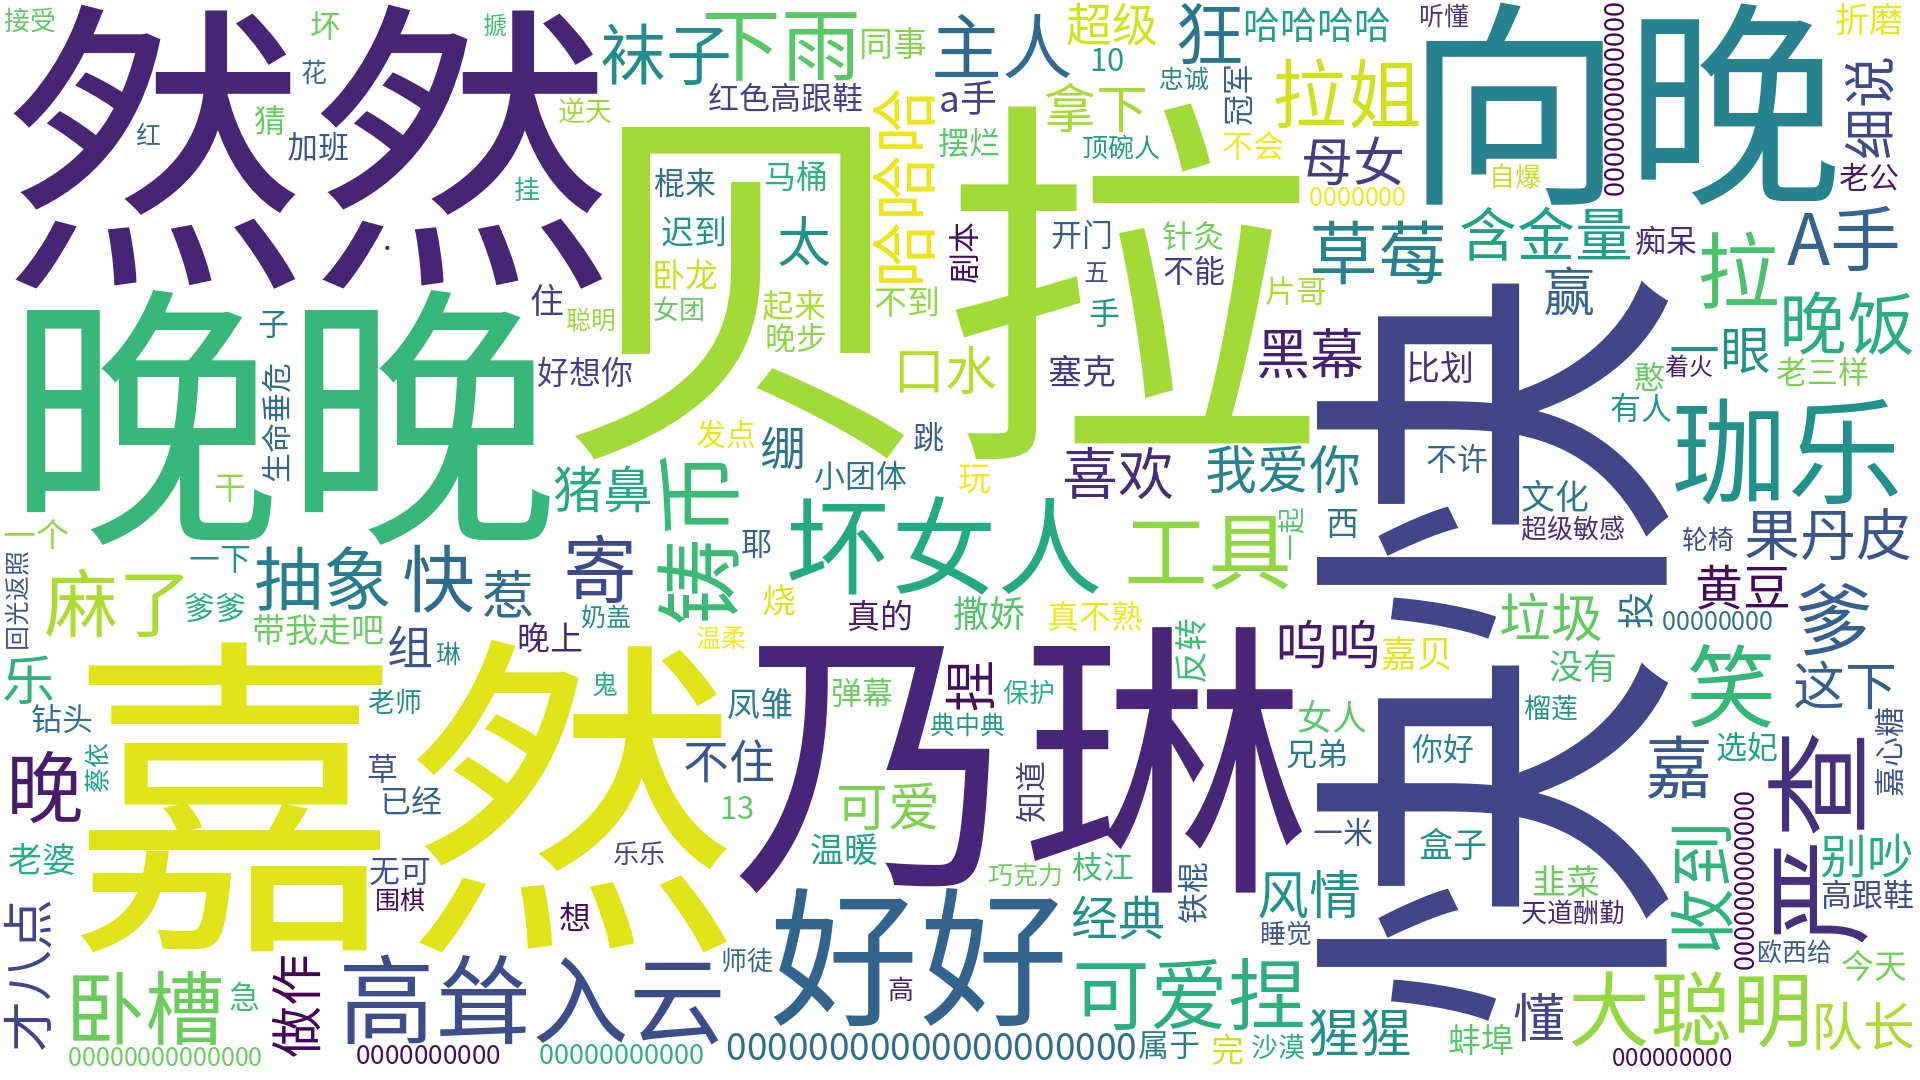 接受
坏
搋
然然
花
猜
红
加班
挂
逆天
袜子
下雨
同事
红色高跟鞋
主人
a手
超级
10
狂
哈哈哈哈
忠诚
冠军
拿下
顶碗人
摆烂
不会
拉姐
母女
0000000
听懂
向晚
自爆
0000000000000
折磨
细说
老公
贝拉
哈哈哈哈
棍来
马桶
迟到
太
卧龙
女团
起来
晚步
不到
剧本
开门
五
手
针灸
不能
片哥
草莓
含金量
痴呆
A手
拉
赢
晚饭
一眼
着火
老三样
憨
有人
晚晚
子
生命垂危
干
住
聪明
好想你
口水
塞克
黑幕
比划
涞涞
不许
文化
超级敏感
珈乐
轮椅
果丹皮
发点
绷
跳
小团体
玩
喜欢
我爱你
猪鼻
铸币
耶
坏女人
工具
一起
西
一个
回光返照
麻了
一下
爹爹
抽象
带我走吧
快
惹
寄
奶盖
烧
温柔
真的
撒娇
真不熟
反转
呜呜
嘉贝
垃圾
投
黄豆
00000000
爹
组
琳
晚上
乐
钻头
老师
鬼
嘉然
凤雏
弹幕
捏
保护
典中典
乃琳
女人
没有
榴莲
笑
这下
兄弟
你好
嘉
选妃
嘉心糖
严查
晚
蔡依
草
已经
不住
13
可爱
知道
温暖
一米
盒子
收到
0000000000000
别吵
高跟鞋
老婆
无可
围棋
乐乐
想
巧克力
枝江
铁棍
风情
韭菜
天道酬勤
睡觉
欧西给
今天
才八点
卧槽
急
做作
高耸入云
师徒
好好
高
经典
可爱捏
懂
大聪明
队长
00000000000000
0000000000
00000000000
00000000000000000000
属于
完
沙漠
猩猩
蚌埠
000000000